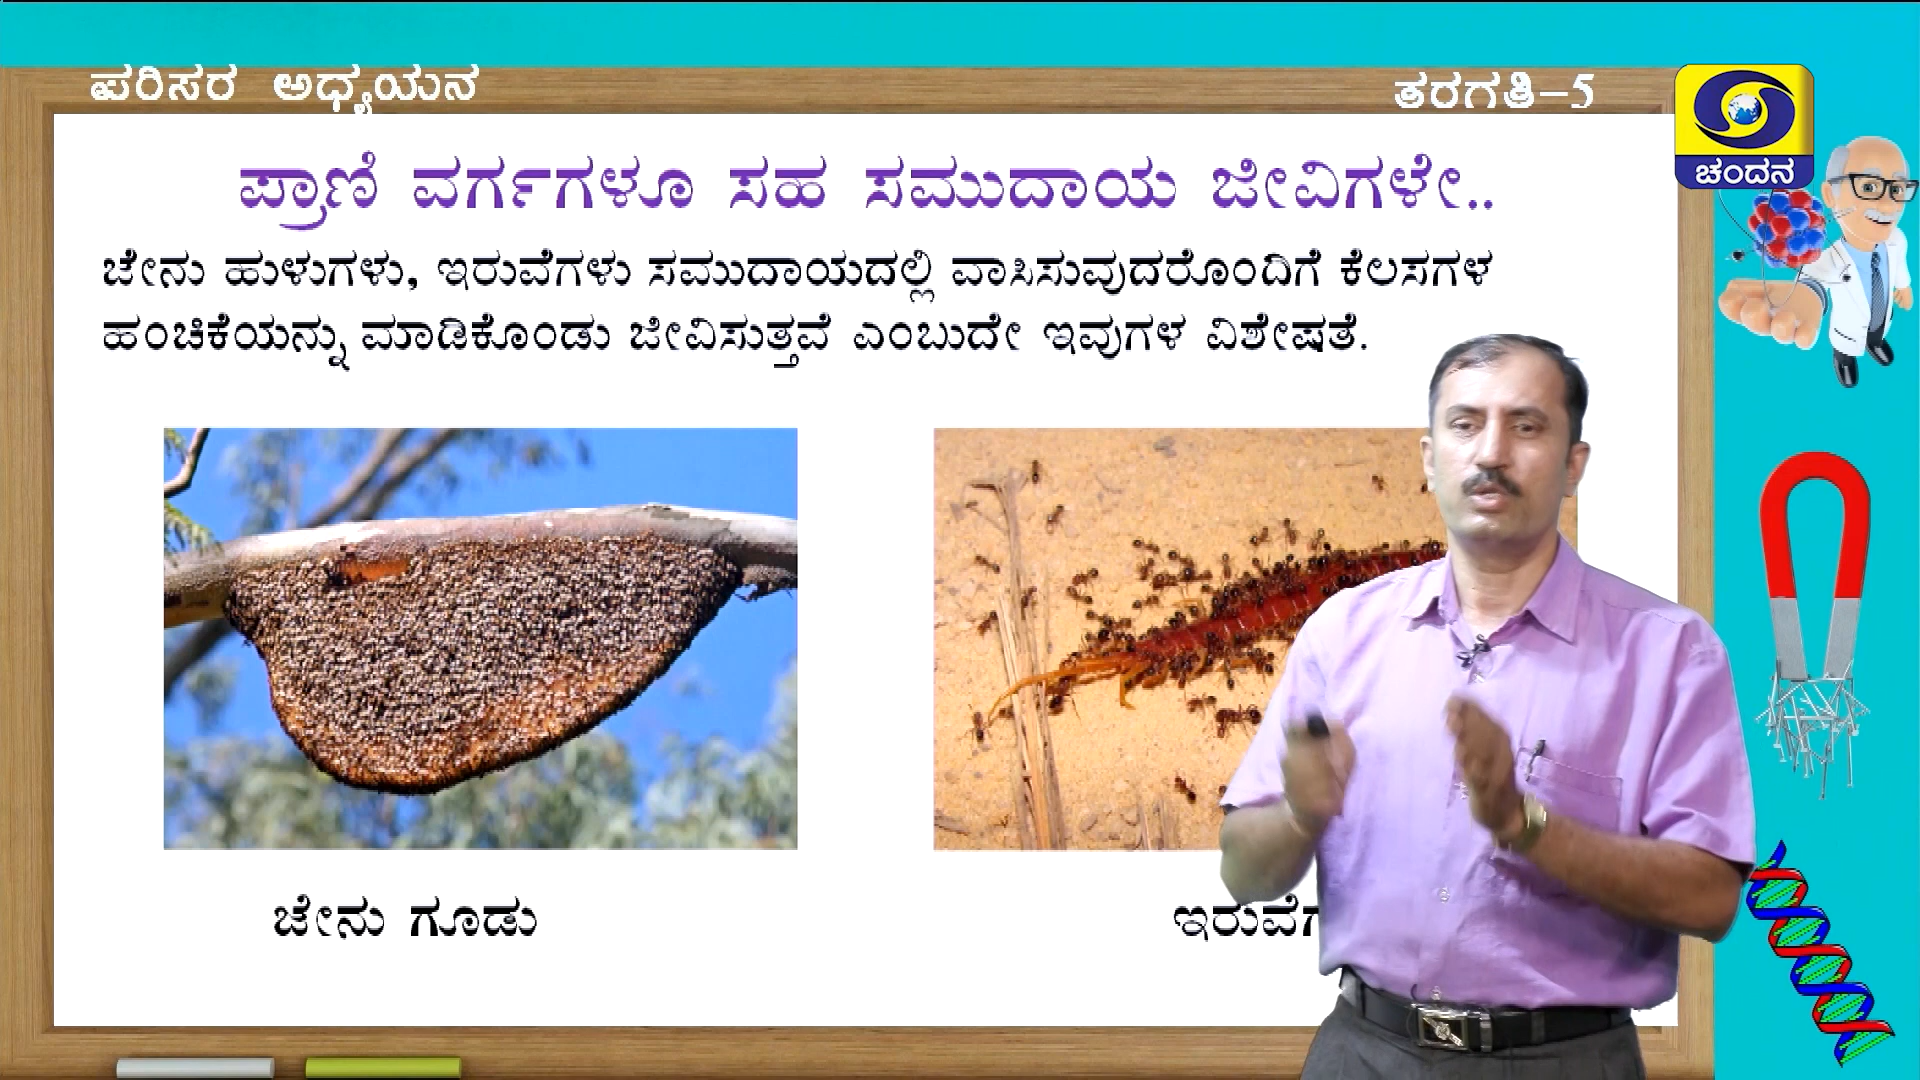 ಪರಿಸರ ಅಧ್ಯಯನ
ತರಗತಿ–5
ಚಂದನ
ಪ್ರಾಣಿ ವರ್ಗಗಳೂ ಸಹ ಸಮುದಾಯ ಜೀವಿಗಳೇ..
ಜೇನು ಹುಳುಗಳು, ಇರುವೆಗಳು ಸಮುದಾಯದಲ್ಲಿ ವಾಸಿಸುವುದರೊಂದಿಗೆ ಕೆಲಸಗಳ
ಹಂಚಿಕೆಯನ್ನು ಮಾಡಿಕೊಂಡು ಜೀವಿಸುತ್ತವೆ ಎಂಬುದೇ ಇವುಗಳ ವಿಶೇಷತೆ.
ಜೇನು ಗೂಡು